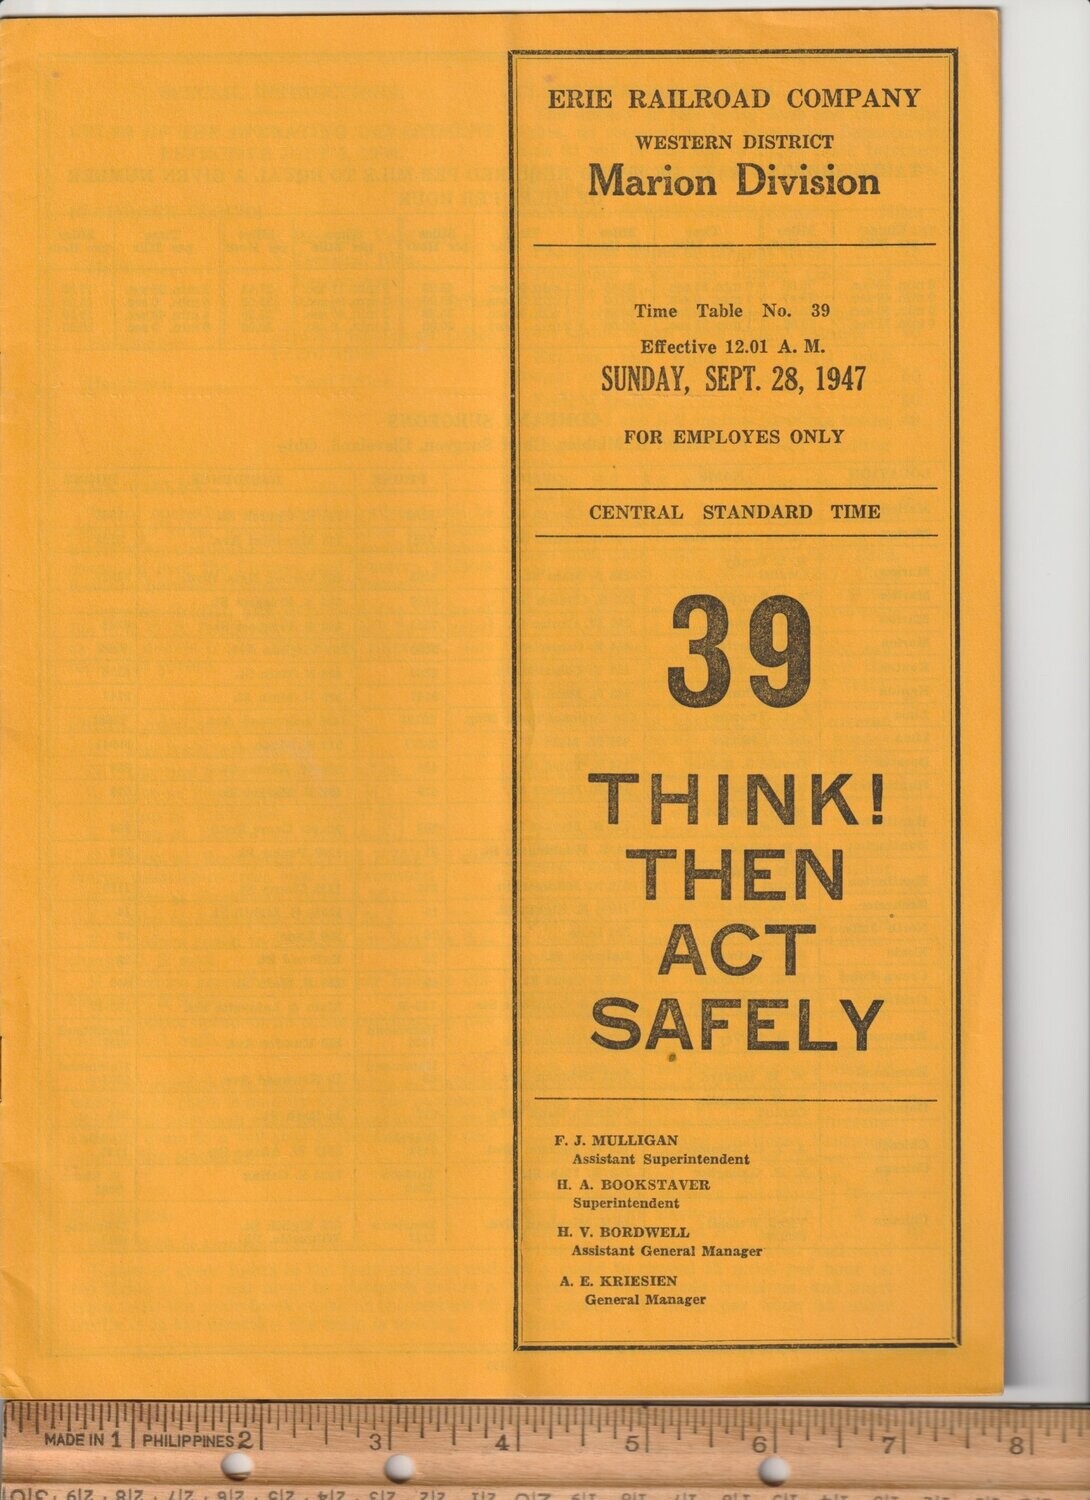 ERIE RAILROAD COMPANY
WESTERN DISTRICT
Marion Division
Time Table No. 39
Effective 12.01 A. M.
SUNDAY, SEPT. 28, 1947
FOR EMPLOYES ONLY
CENTRAL STANDARD TIME
39
THINK!
THEN
ACT
SAFELY
F. J. MULLIGAN
Assistant Superintendent
H. A. BOOKSTAVER
Superintendent
H. V. BORDWELL
Assistant General Manager
A. E. KRIESIEN
General Manager
MADE IN 1 PHILIPPINES 2 3 4 5 6 7 8